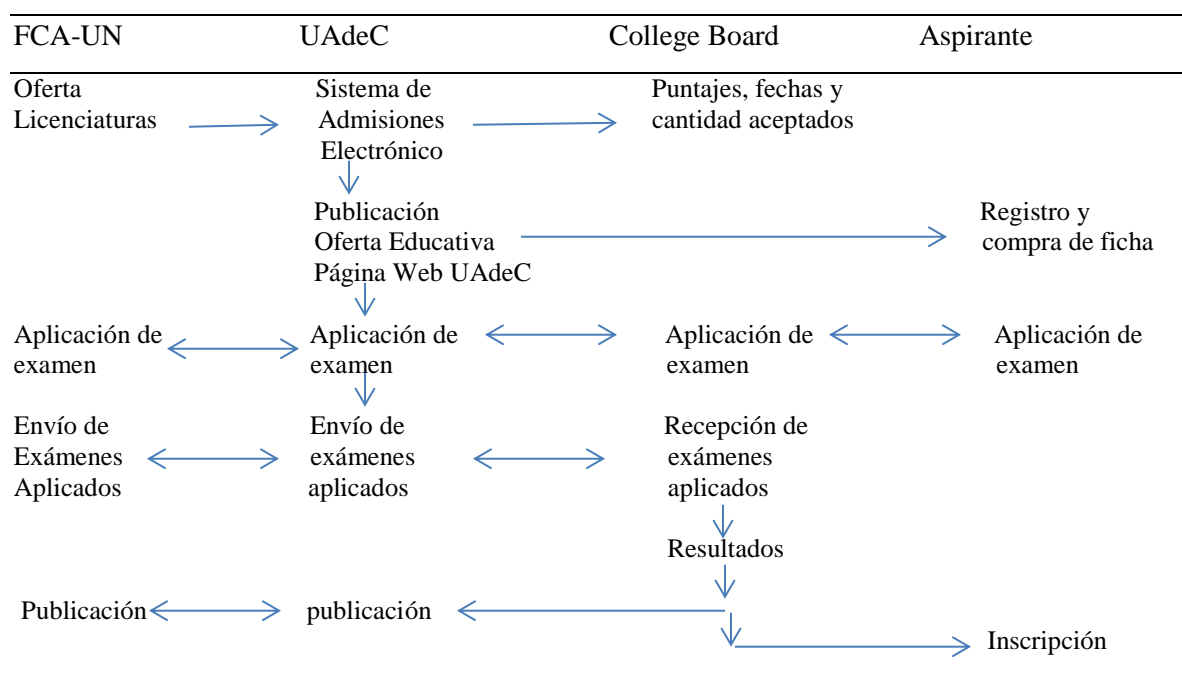 FCA-UN UAdeC College Board Aspirante
Oferta Sistema de Puntajes, fechas y
Licenciaturas Admisiones cantidad aceptados
Electrónico
Publicación Registro y
Oferta Educativa compra de ficha
Página Web UAdeC
Aplicación de Aplicación de Aplicación de Aplicación de
examen examen examen examen
Envío de Envío de Recepción de
Exámenes exámenes exámenes
Aplicados aplicados aplicados
Resultados
Publicación publicación
Inscripción